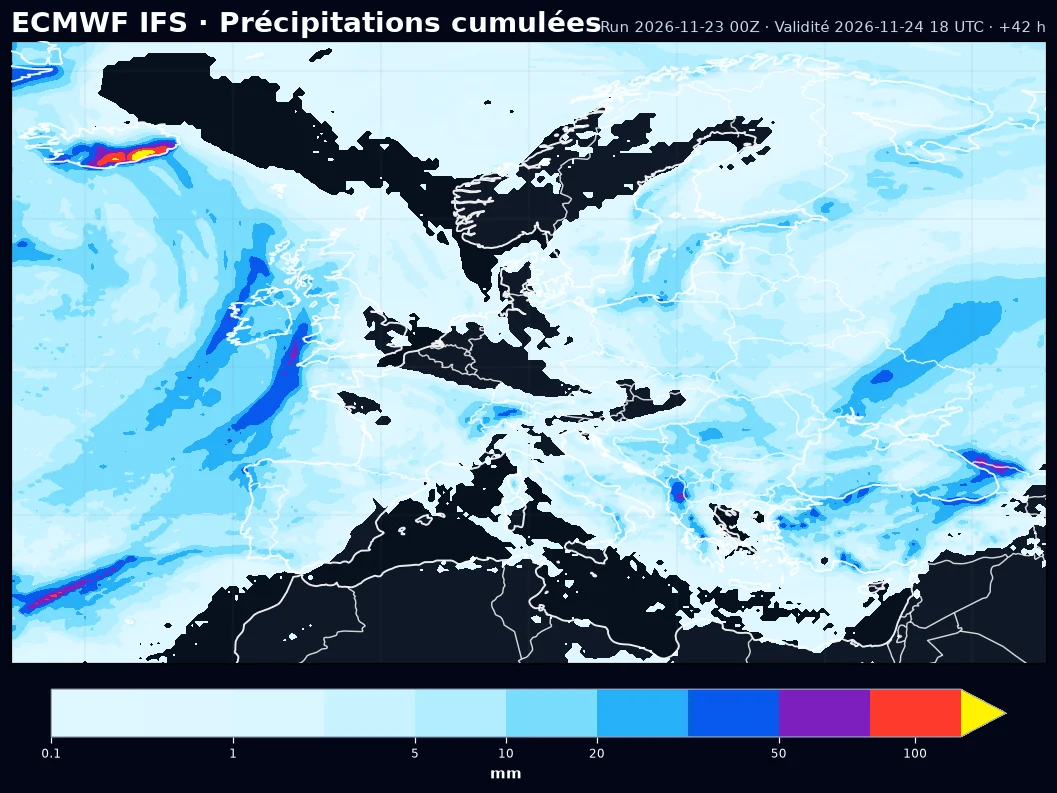 ECMWF IFS · Précipitations cumulées
Run 2026-11-23 00Z · Validité 2026-11-24 18 UTC · +42 h
0.1 1 5 10 20 50 100
mm